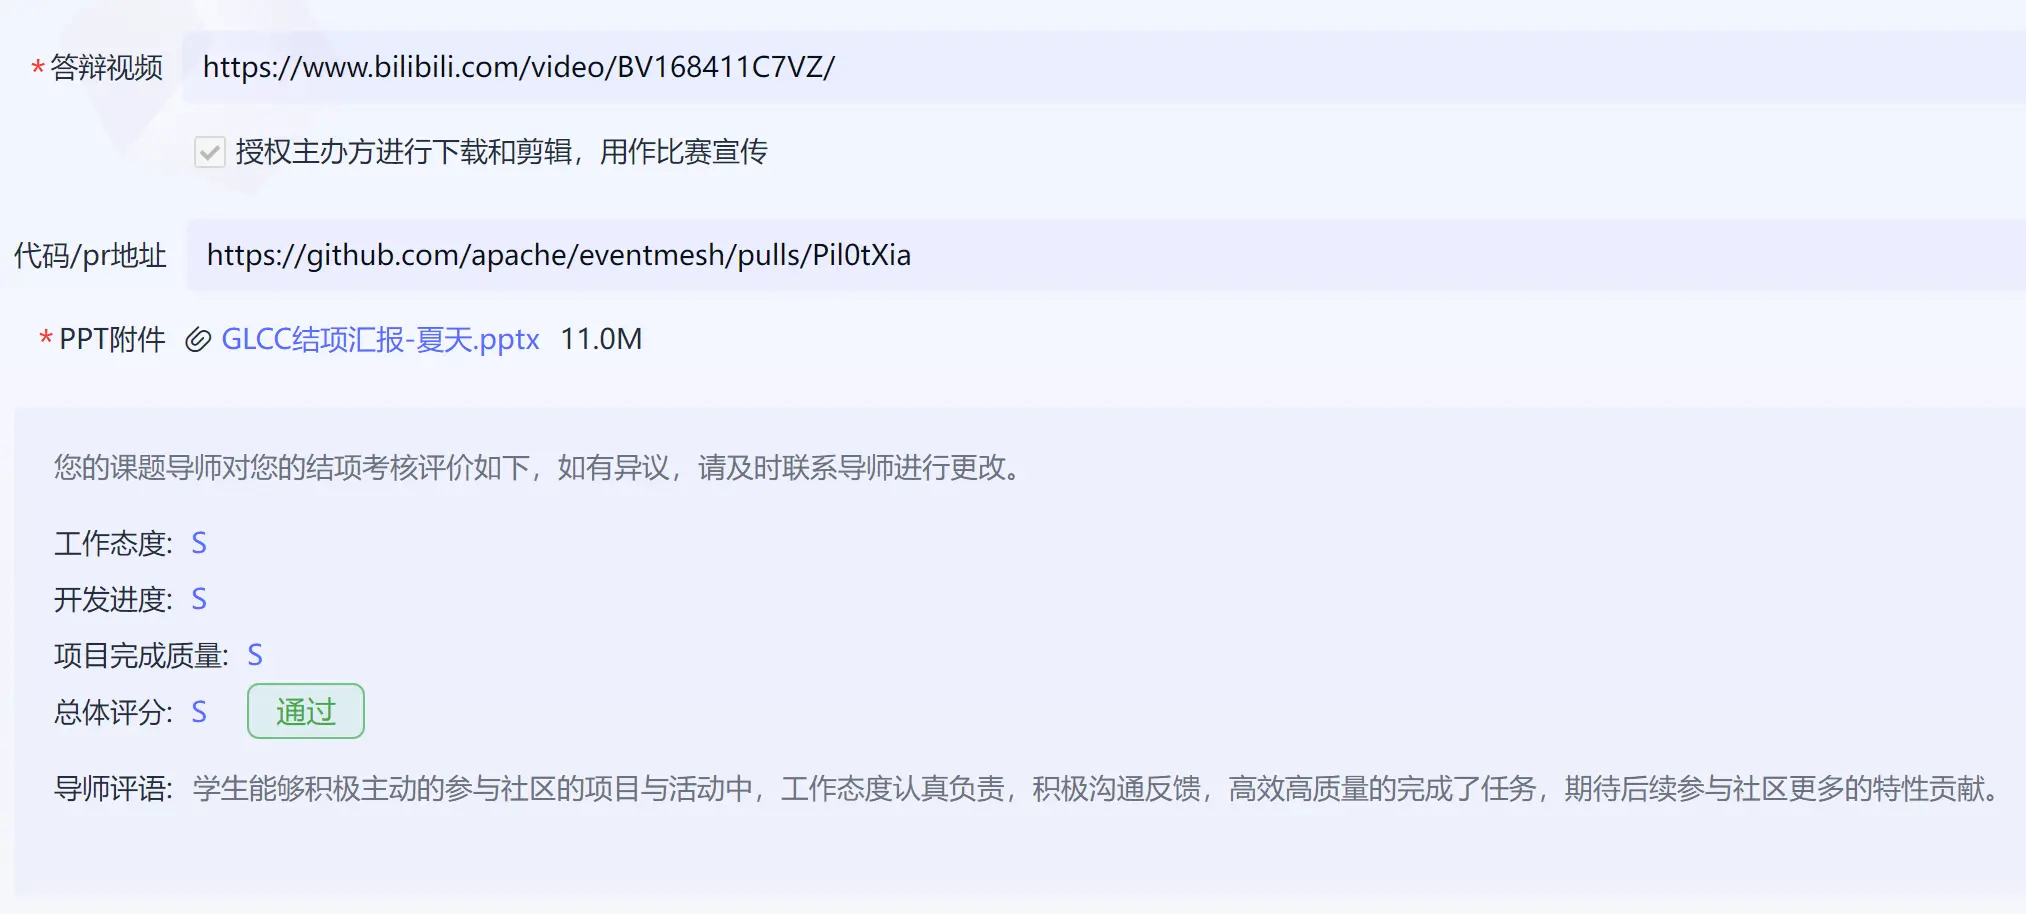 *答辩视频 https://www.bilibili.com/video/BV168411C7VZ/
授权主办方进行下载和剪辑，用作比赛宣传
代码/pr地址 https://github.com/apache/eventmesh/pulls/Pil0tXia
*PPT附件 GLCC结项汇报-夏天.pptx 11.0M
您的课题导师对您的结项考核评价如下，如有异议，请及时联系导师进行更改。
工作态度: S
开发进度: S
项目完成质量: S
总体评分: S 通过
导师评语: 学生能够积极主动的参与社区的项目与活动中，工作态度认真负责，积极沟通反馈，高效高质量的完成了任务，期待后续参与社区更多的特性贡献。